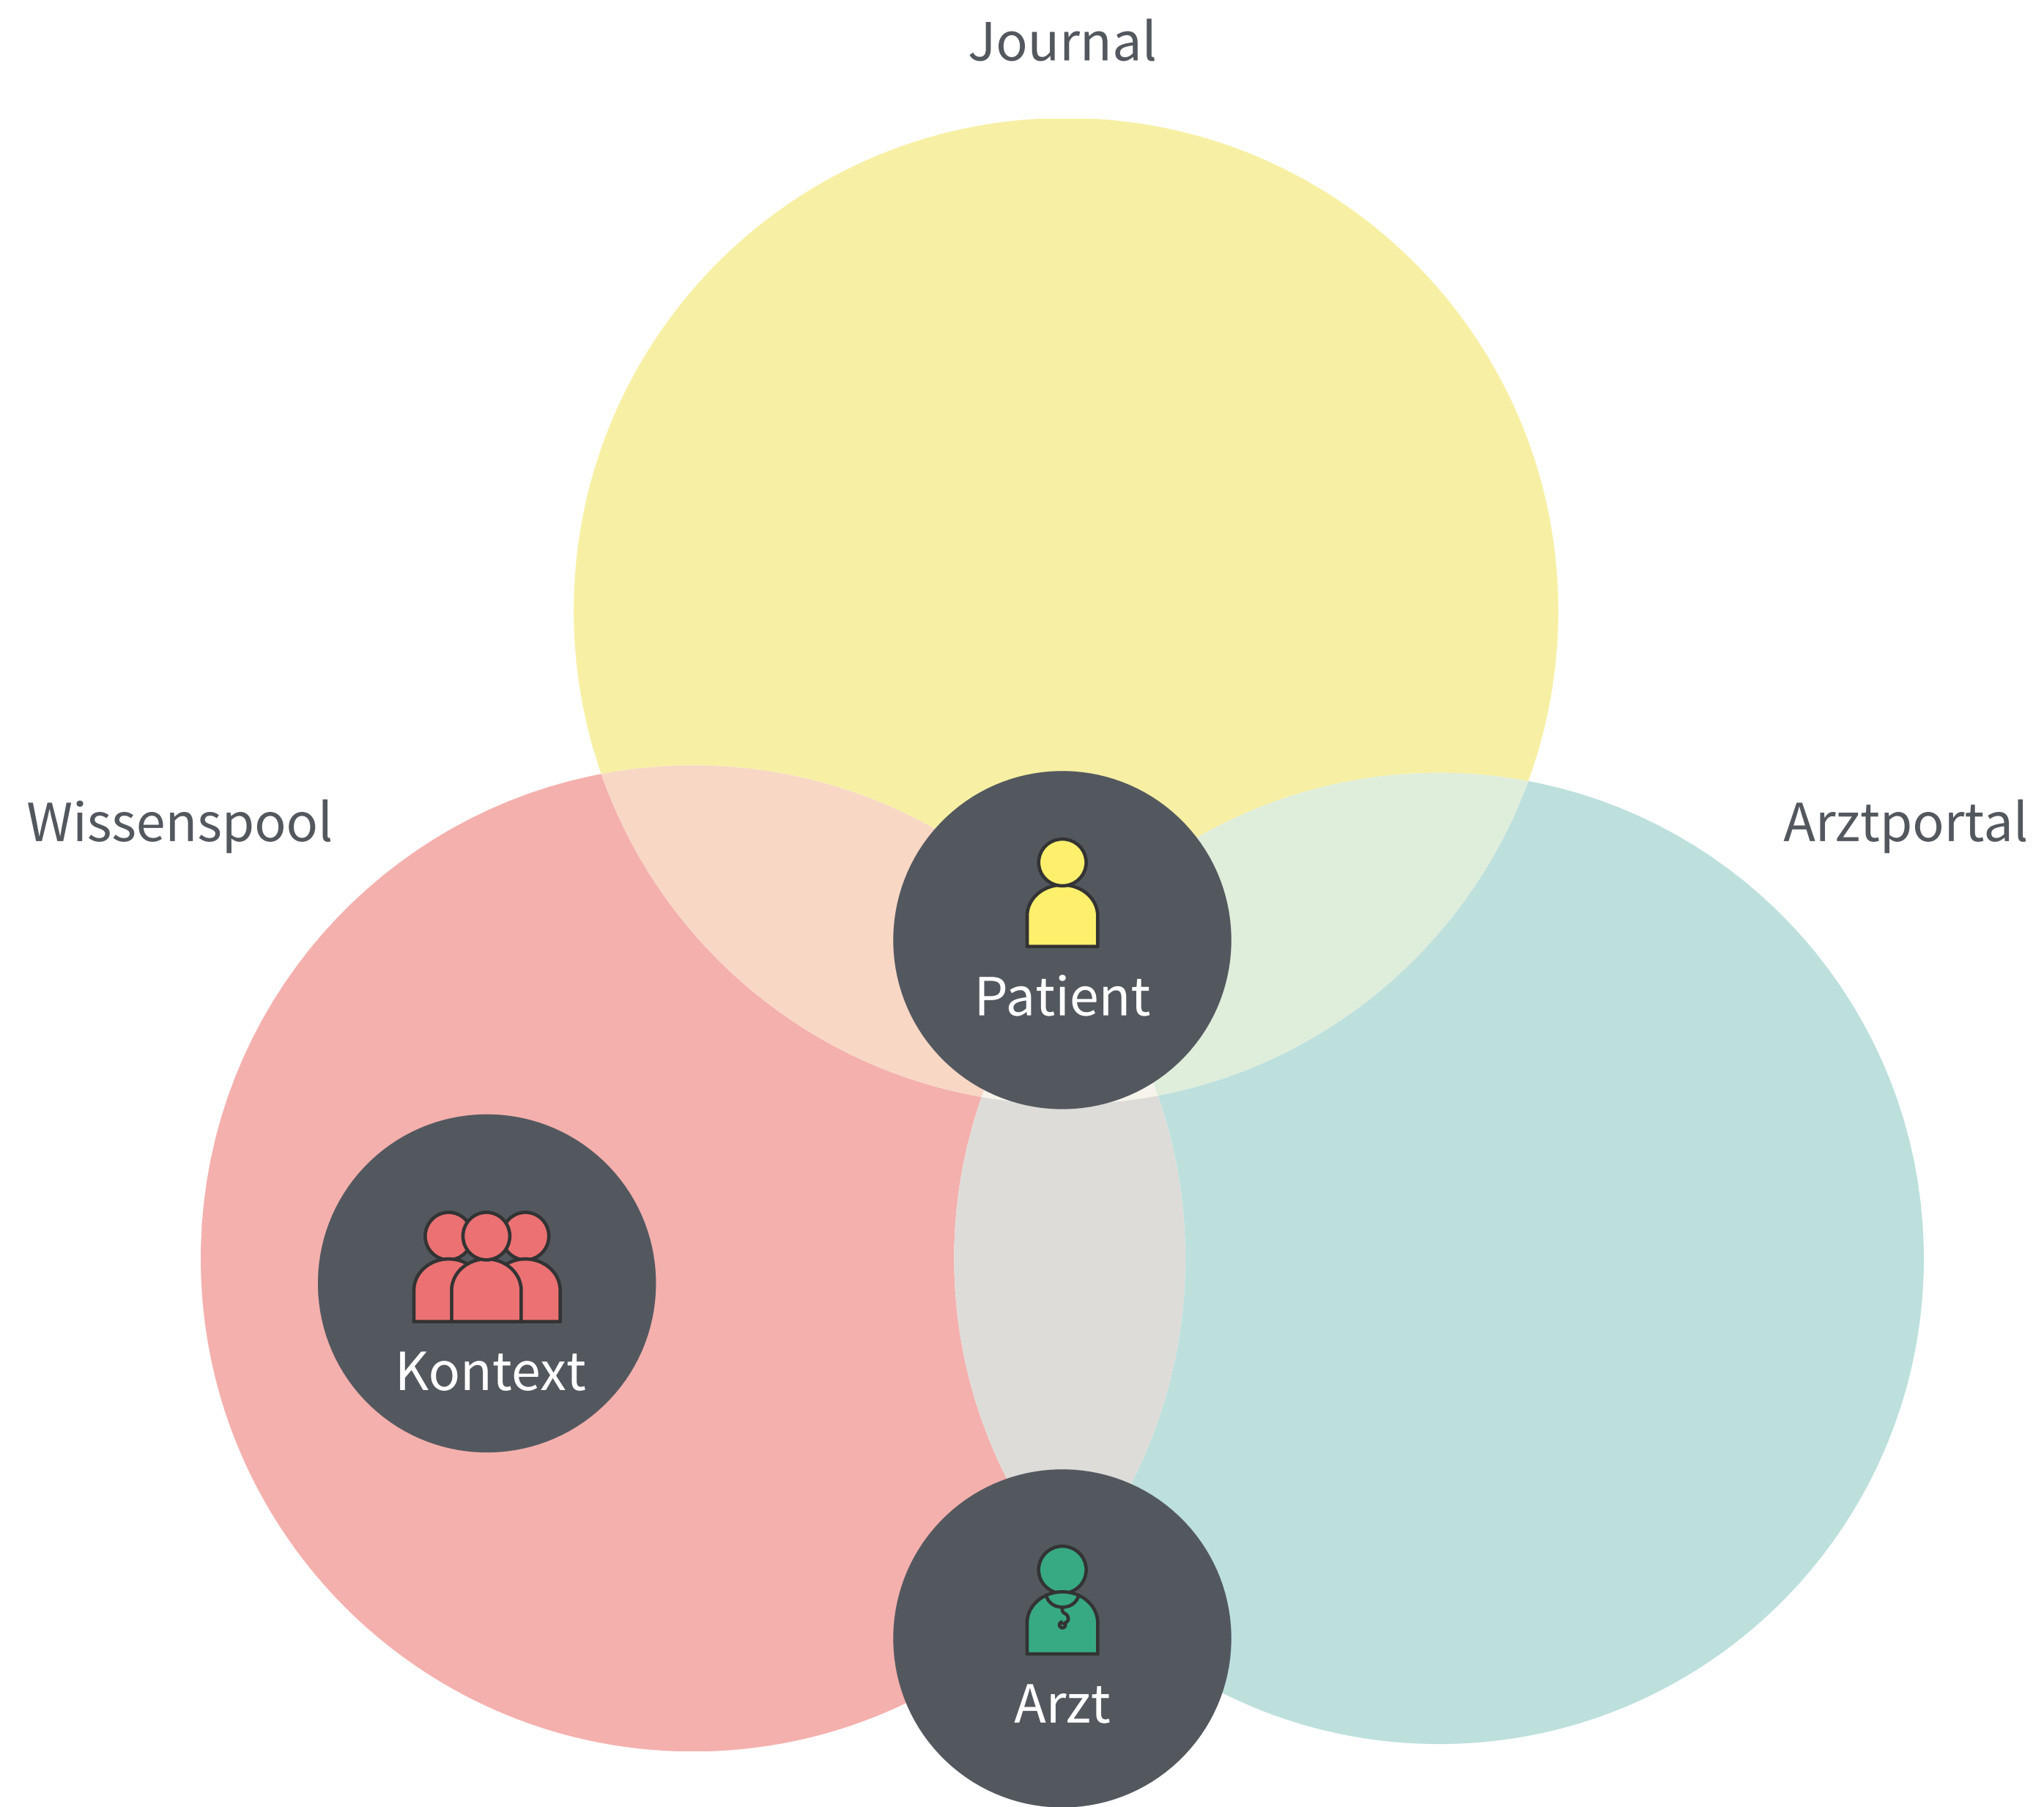 Journal
Wissenspool
Arztportal
Patient
Kontext
Arzt